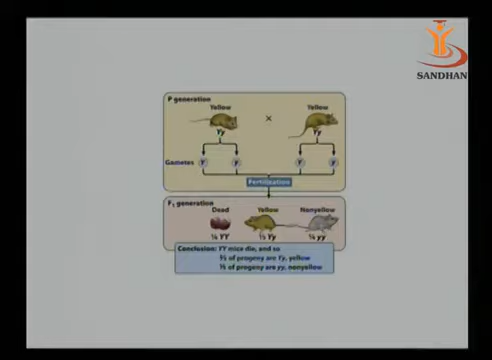 SANDHAN
P generation
Yellow
Yellow
×
Yy
Yy
Gametes Y y Y y
Fertilization
F1 generation
Dead Yellow Nonyellow
¼ YY ½ Yy ¼ yy
Conclusion: YY mice die, and so
⅔ of progeny are Yy, yellow
⅓ of progeny are yy, nonyellow